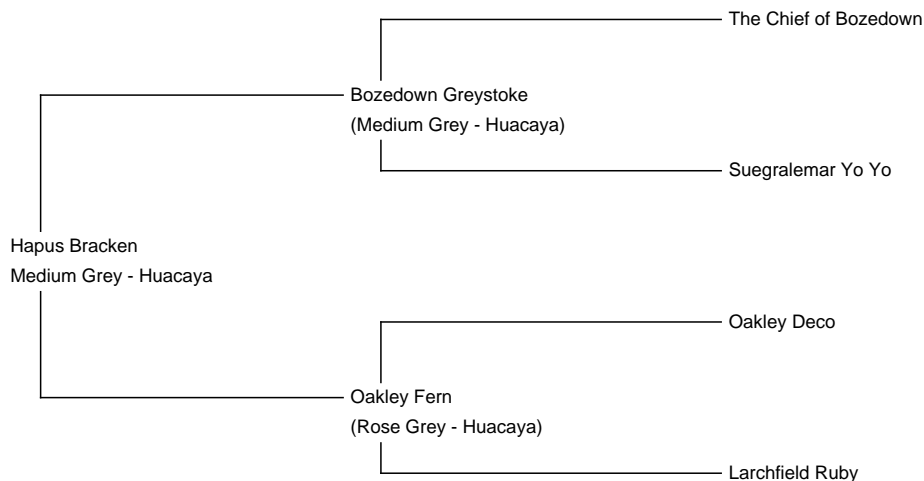 The Chief of Bozedown
Bozedown Greystoke
(Medium Grey - Huacaya)
Suegralemar Yo Yo
Hapus Bracken
Medium Grey - Huacaya
Oakley Deco
Oakley Fern
(Rose Grey - Huacaya)
Larchfield Ruby